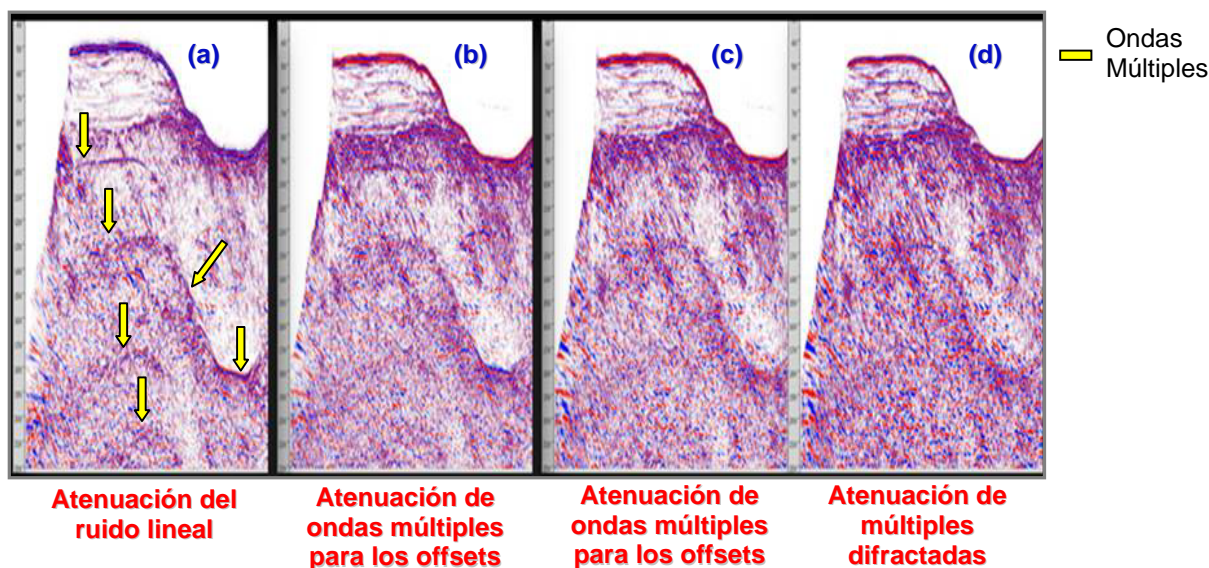 (a)
(b)
(c)
(d)
Ondas
Múltiples
Atenuación del
ruido lineal
Atenuación de
ondas múltiples
para los offsets
Atenuación de
ondas múltiples
para los offsets
Atenuación de
múltiples
difractadas